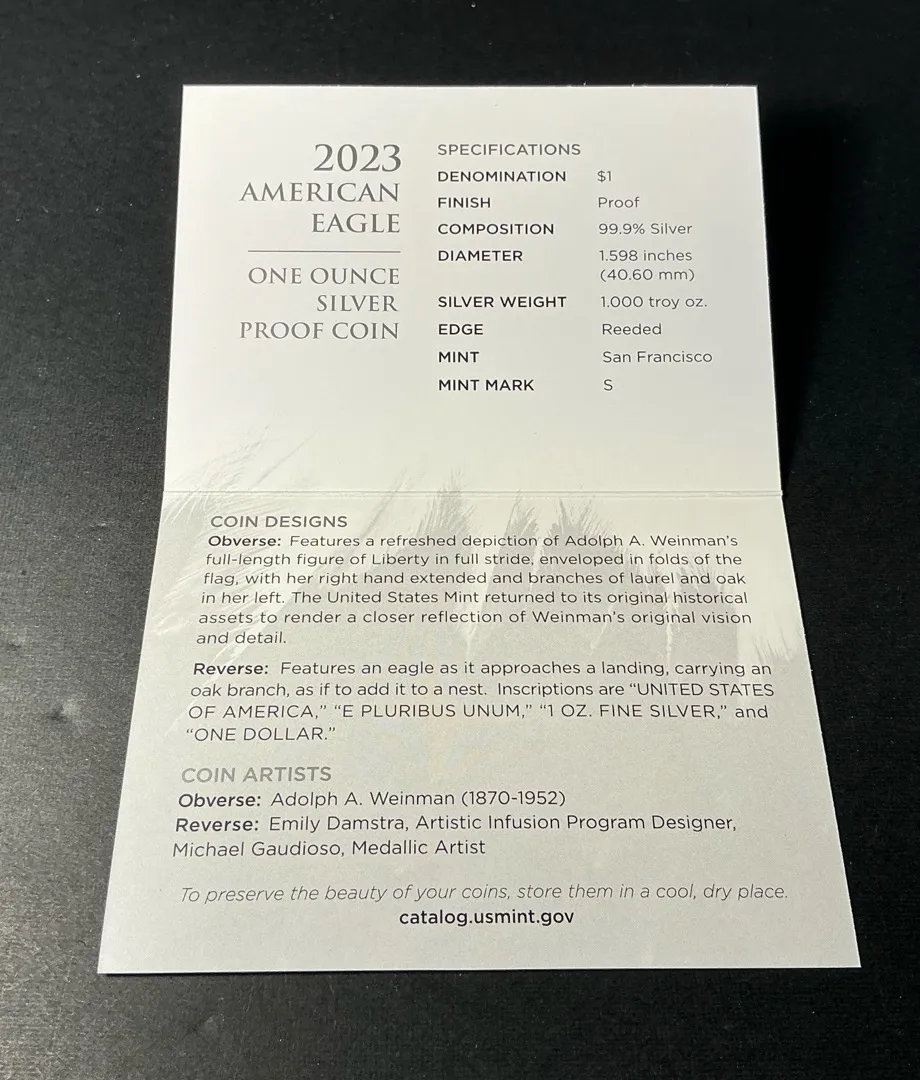 2023
AMERICAN
EAGLE
ONE OUNCE
SILVER
PROOF COIN
SPECIFICATIONS
DENOMINATION $1
FINISH Proof
COMPOSITION 99.9% Silver
DIAMETER 1.598 inches
(40.60 mm)
SILVER WEIGHT 1.000 troy oz.
EDGE Reeded
MINT San Francisco
MINT MARK S
COIN DESIGNS
Obverse: Features a refreshed depiction of Adolph A. Weinman's
full-length figure of Liberty in full stride, enveloped in folds of the
flag, with her right hand extended and branches of laurel and oak
in her left. The United States Mint returned to its original historical
assets to render a closer reflection of Weinman's original vision
and detail.
Reverse: Features an eagle as it approaches a landing, carrying an
oak branch, as if to add it to a nest. Inscriptions are “UNITED STATES
OF AMERICA,” “E PLURIBUS UNUM,” “1 OZ. FINE SILVER,” and
“ONE DOLLAR.”
COIN ARTISTS
Obverse: Adolph A. Weinman (1870-1952)
Reverse: Emily Damstra, Artistic Infusion Program Designer,
Michael Gaudioso, Medallic Artist
To preserve the beauty of your coins, store them in a cool, dry place.
catalog.usmint.gov